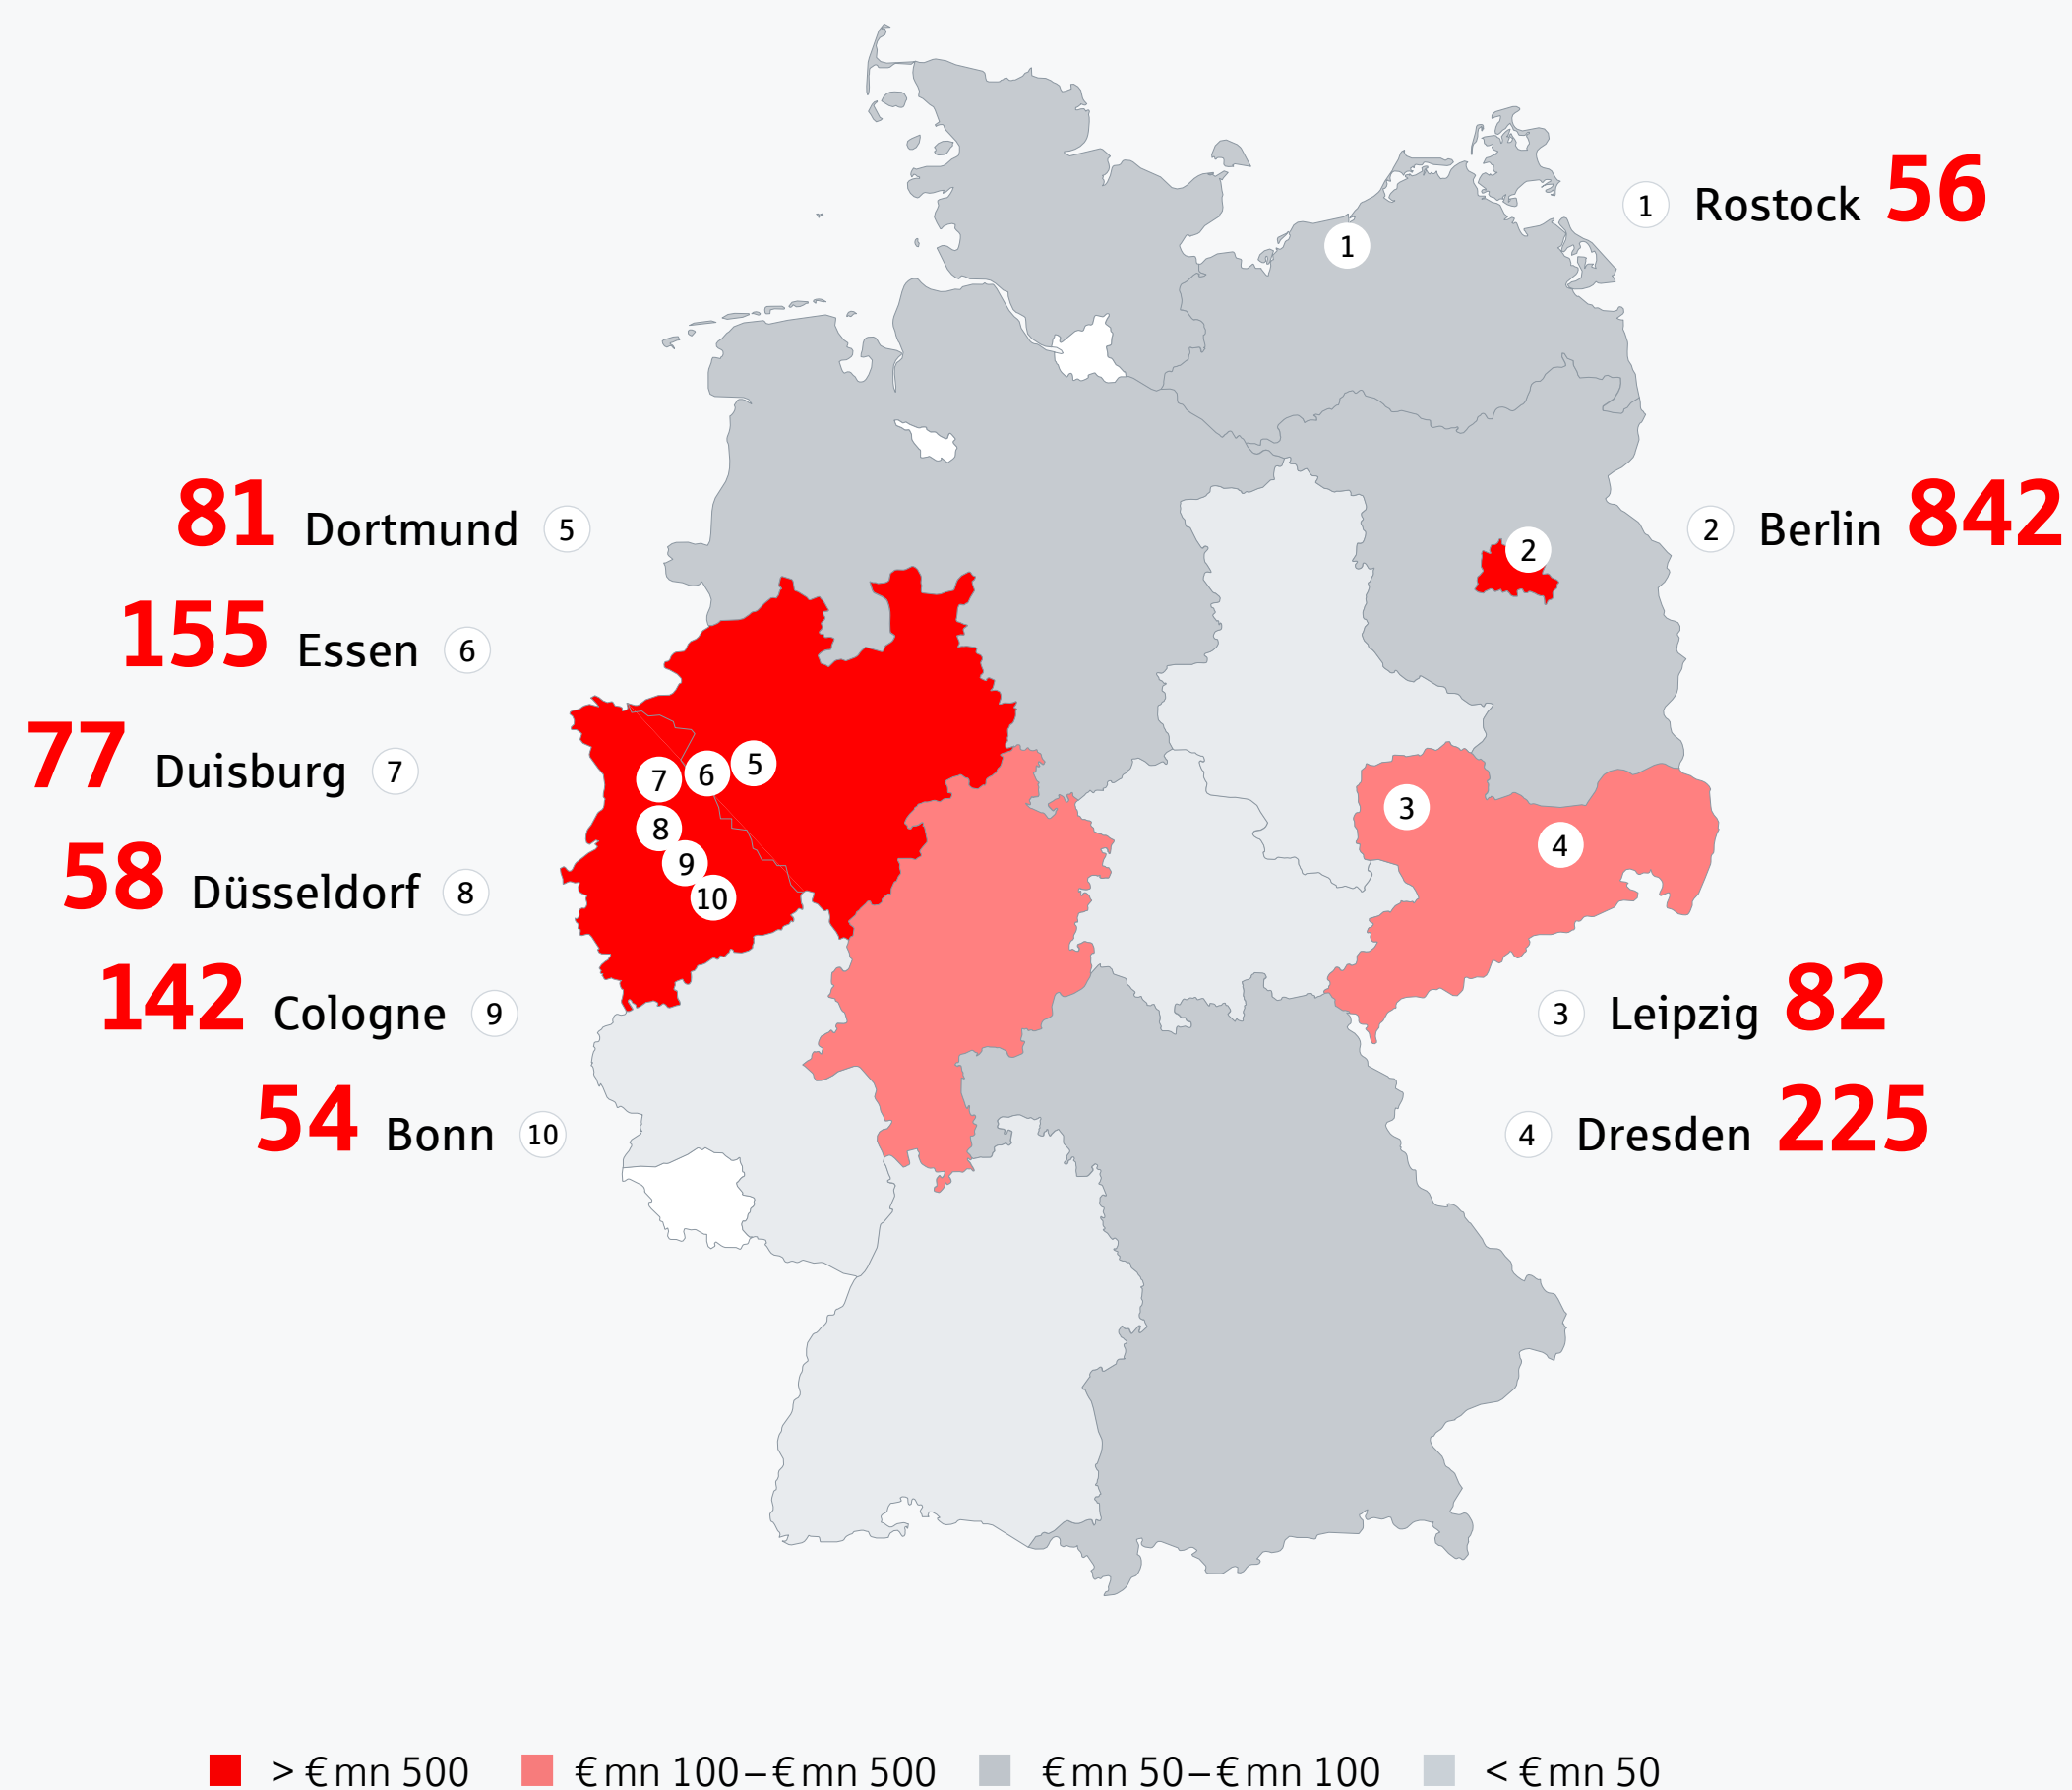 1 Rostock 56
1
81 Dortmund 5
2 Berlin 842
2
155 Essen 6
77 Duisburg 7
7 6 5
3
8
4
58 Düsseldorf 8
9
10
142 Cologne 9
3 Leipzig 82
54 Bonn 10
4 Dresden 225
> € mn 500 € mn 100 – € mn 500 € mn 50 – € mn 100 < € mn 50